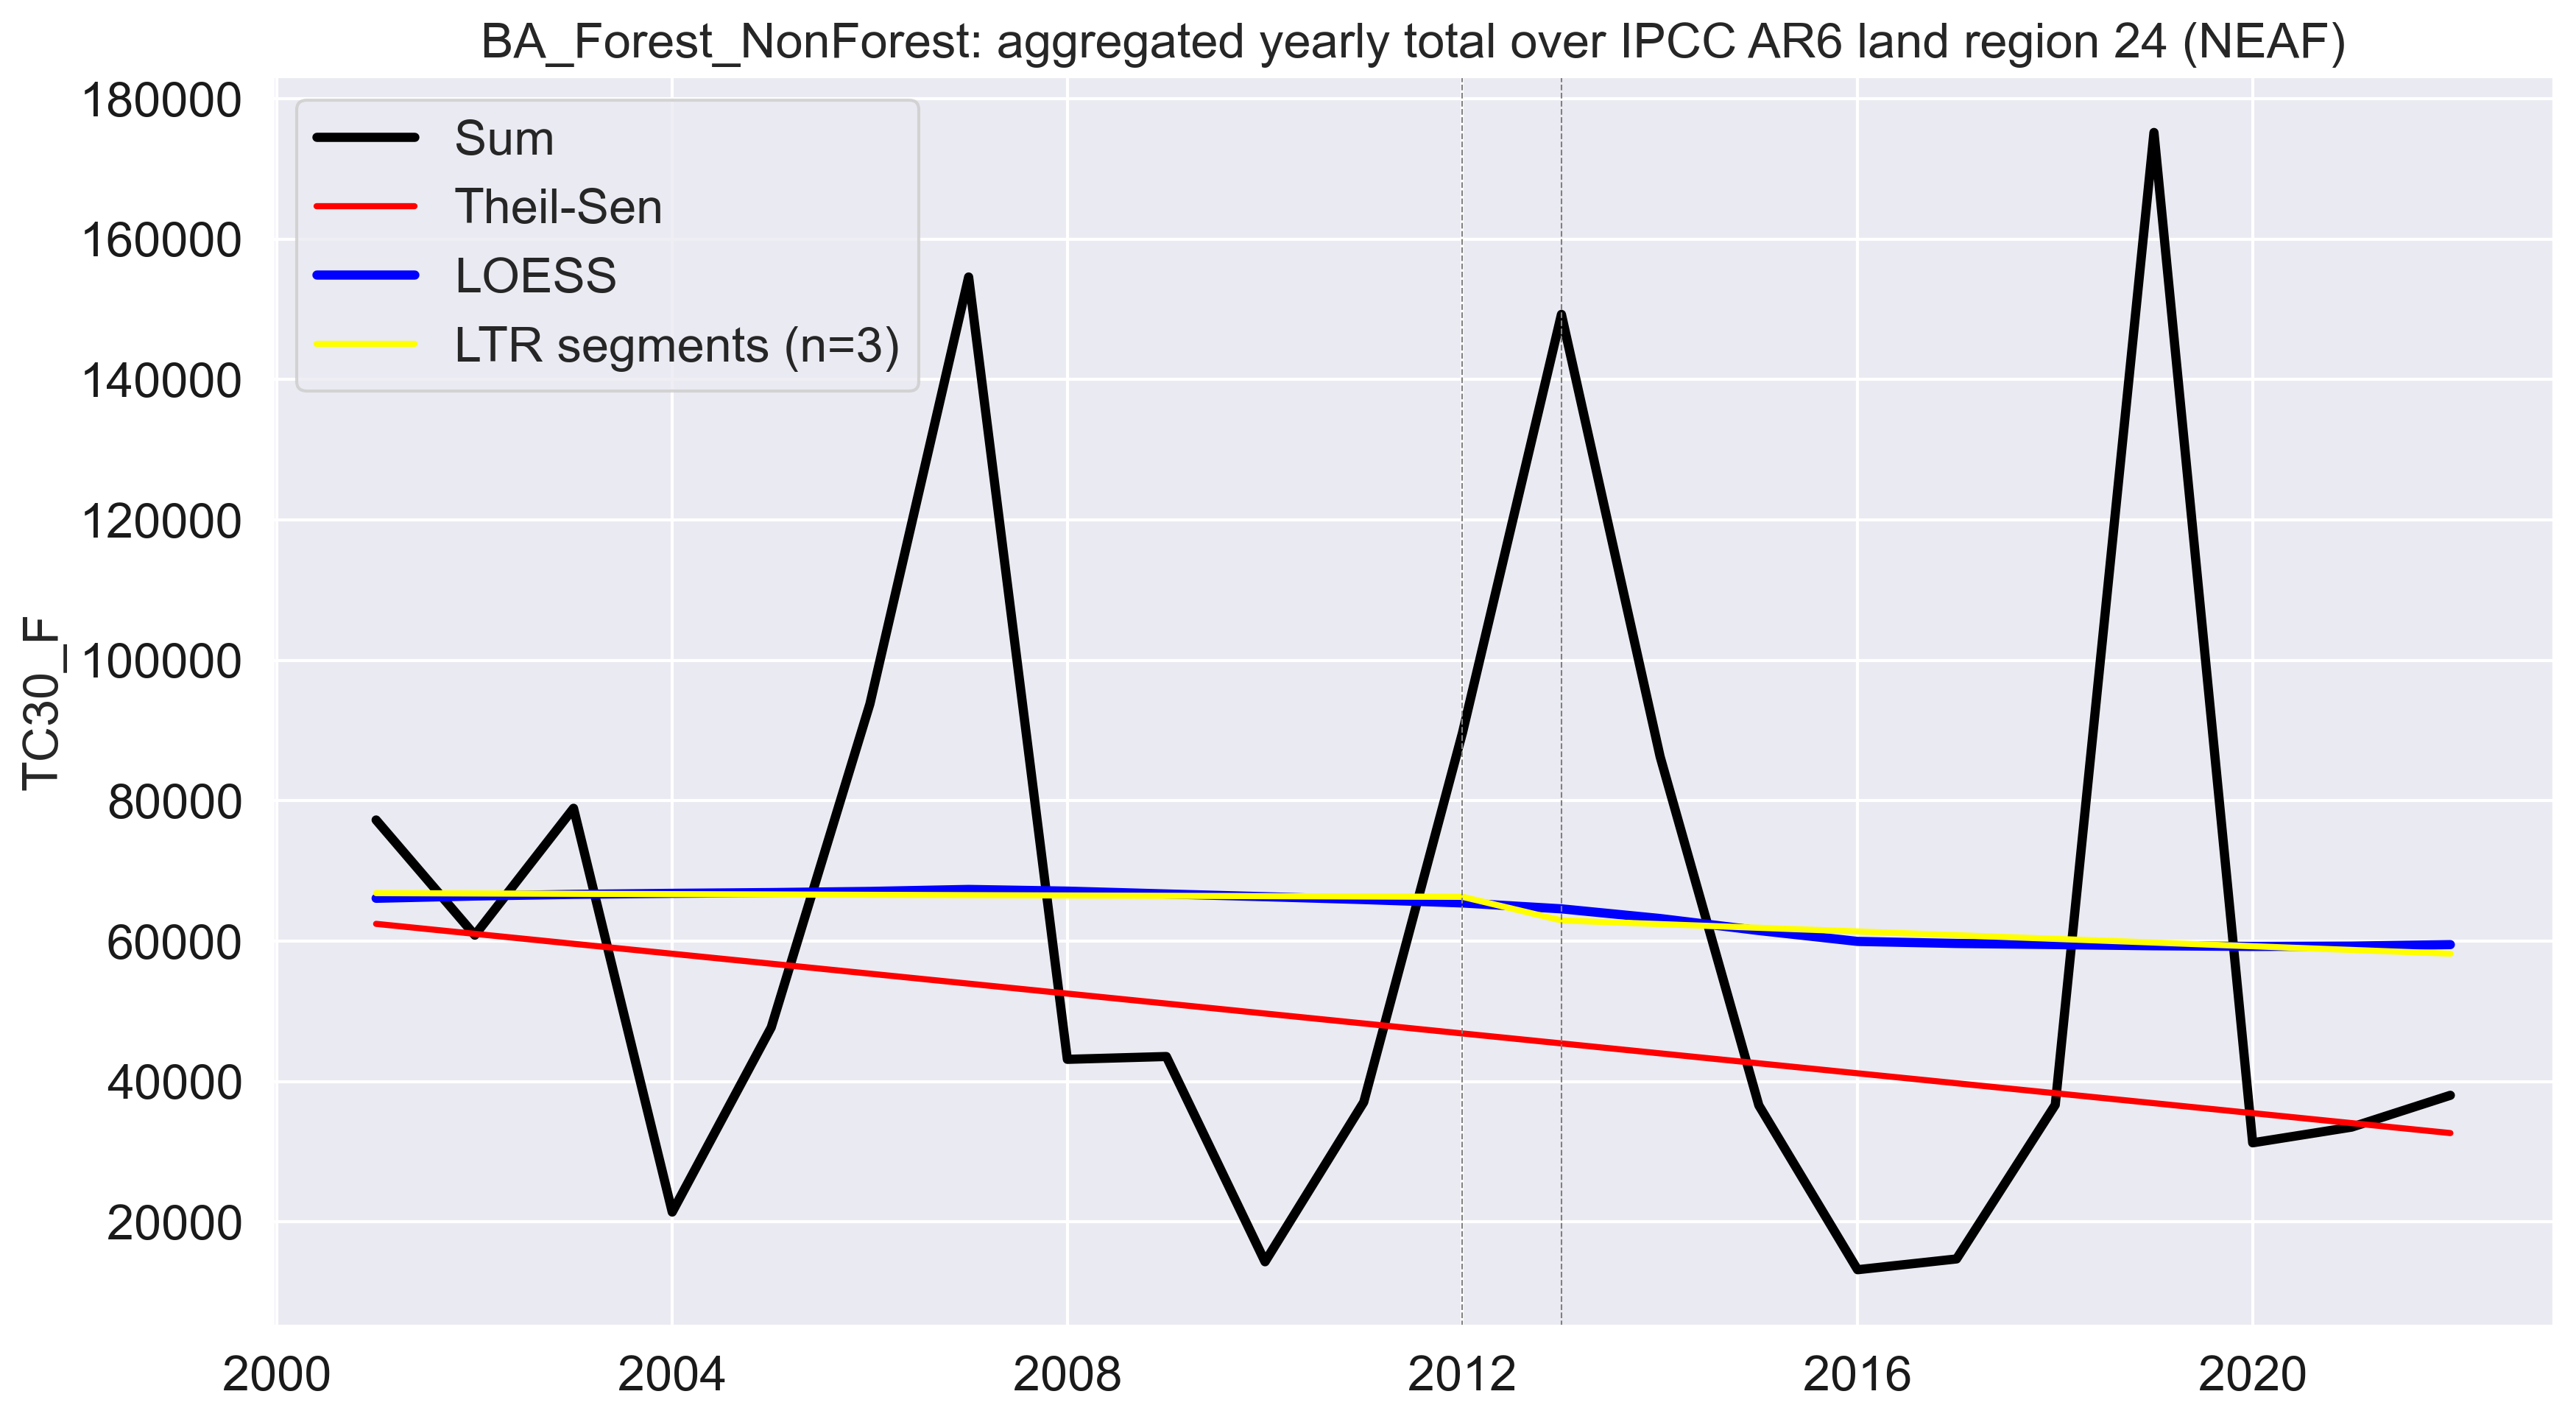 BA_Forest_NonForest: aggregated yearly total over IPCC AR6 land region 24 (NEAF)
180000
160000
140000
120000
100000
80000
60000
40000
20000
TC30_F
Sum
Theil-Sen
LOESS
LTR segments (n=3)
2000
2004
2008
2012
2016
2020